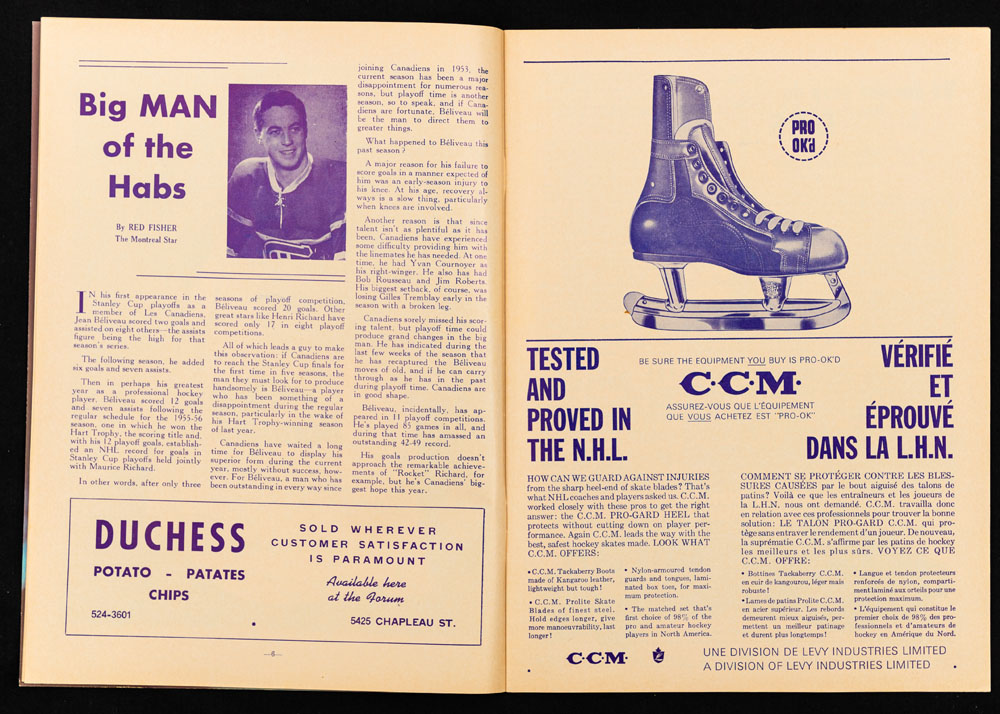 Big MAN
of the
Habs
By RED FISHER
The Montreal Star
IN his first appearance in the
Stanley Cup playoffs as a
member of Les Canadiens,
Jean Béliveau scored two goals and
assisted on eight others—the assists
figure being the high for that
season's series.
The following season, he added
six goals and seven assists.
Then in perhaps his greatest
year as a professional hockey
player, Béliveau scored 12 goals
and seven assists following the
regular schedule for the 1955-56
season, one in which he won the
Hart Trophy, the scoring title and,
with his 12 playoff goals, establish-
ed an NHL record for goals in
Stanley Cup playoffs held jointly
with Maurice Richard.
In other words, after only three
seasons of playoff competition,
Béliveau scored 20 goals. Other
great stars like Henri Richard have
scored only 17 in eight playoff
competitions.
All of which leads a guy to make
this observation: if Canadiens are
to reach the Stanley Cup finals for
the first time in five seasons, the
man they must look for to produce
handsomely is Béliveau—a player
who has been something of a
disappointment during the regular
season, particularly in the wake of
his Hart Trophy-winning season
of last year.
Canadiens have waited a long
time for Béliveau to display his
superior form during the current
year, mostly without success, how-
ever. For Béliveau, a man who has
been outstanding in every way since
joining Canadiens in 1953, the
current season has been a major
disappointment for numerous rea-
sons, but playoff time is another
season, so to speak, and if Cana-
diens are fortunate, Béliveau will
be the man to direct them to
greater things.
What happened to Béliveau this
past season?
A major reason for his failure to
score goals in a manner expected of
him was an early-season injury to
his knee. At his age, recovery al-
ways is a slow thing, particularly
when knees are involved.
Another reason is that since
talent isn't as plentiful as it has
been, Canadiens have experienced
some difficulty providing him with
the linemates he has needed. At one
time, he had Yvan Cournoyer as
his right-winger. He also has had
Bob Rousseau and Jim Roberts.
His biggest setback, of course, was
losing Gilles Tremblay early in the
season with a broken leg.
Canadiens sorely missed his scor-
ing talent, but playoff time could
produce grand changes in the big
man. He has indicated during the
last few weeks of the season that
he has recaptured the Béliveau
moves of old, and if he can carry
through as he has in the past
during playoff time, Canadiens are
in good shape.
Béliveau, incidentally, has ap-
peared in 11 playoff competitions.
He's played 85 games in all, and
during that time has amassed an
outstanding 42-49 record.
His goals production doesn't
approach the remarkable achieve-
ments of "Rocket" Richard, for
example, but he's Canadiens' big-
gest hope this year.
DUCHESS
POTATO - PATATES
CHIPS
524-3601
SOLD WHEREVER
CUSTOMER SATISFACTION
IS PARAMOUNT
Available here
at the Forum
5425 CHAPLEAU ST.
—6—
PRO
OK'd
TESTED
AND
PROVED IN
THE N.H.L.
BE SURE THE EQUIPMENT YOU BUY IS PRO-OK'D
C·C·M·
ASSUREZ-VOUS QUE L'ÉQUIPEMENT
QUE VOUS ACHETEZ EST "PRO-OK"
VÉRIFIÉ
ET
ÉPROUVÉ
DANS LA L.H.N.
HOW CAN WE GUARD AGAINST INJURIES
from the sharp heel-end of skate blades? That's
what NHL coaches and players asked us. C.C.M.
worked closely with these pros to get the right
answer: the C.C.M. PRO-GARD HEEL that
protects without cutting down on player per-
formance. Again C.C.M. leads the way with the
best, safest hockey skates made. LOOK WHAT
C.C.M. OFFERS:
• C.C.M. Tackaberry Boots
made of Kangaroo leather,
lightweight but tough!
• C.C.M. Prolite Skate
Blades of finest steel.
Hold edges longer, give
more manoeuvrability, last
longer!
• Nylon-armoured tendon
guards and tongues, lami-
nated box toes, for maxi-
mum protection.
• The matched set that's
first choice of 98% of the
pro and amateur hockey
players in North America.
COMMENT SE PROTÉGER CONTRE LES BLES-
SURES CAUSÉES par le bout aiguisé des talons de
patins? Voilà ce que les entraîneurs et les joueurs de
la L.H.N. nous ont demandé. C.C.M. travailla donc
en relation avec ces professionnels pour trouver la bonne
solution: LE TALON PRO-GARD C.C.M. qui pro-
tège sans entraver le rendement d'un joueur. De nouveau,
la suprématie C.C.M. s'affirme par les patins de hockey
les meilleurs et les plus sûrs. VOYEZ CE QUE
C.C.M. OFFRE:
• Bottines Tackaberry C.C.M.
en cuir de kangourou, léger mais
robuste!
• Lames de patins Prolite C.C.M.
en acier supérieur. Les rebords
demeurent mieux aiguisés, per-
mettent un meilleur patinage
et durent plus longtemps!
• Langue et tendon protecteurs
renforcés de nylon, comparti-
ment laminé aux orteils pour une
protection maximum.
• L'équipement qui constitue le
premier choix de 98% des pro-
fessionnels et d'amateurs de
hockey en Amérique du Nord.
C·C·M·
UNE DIVISION DE LEVY INDUSTRIES LIMITED
A DIVISION OF LEVY INDUSTRIES LIMITED